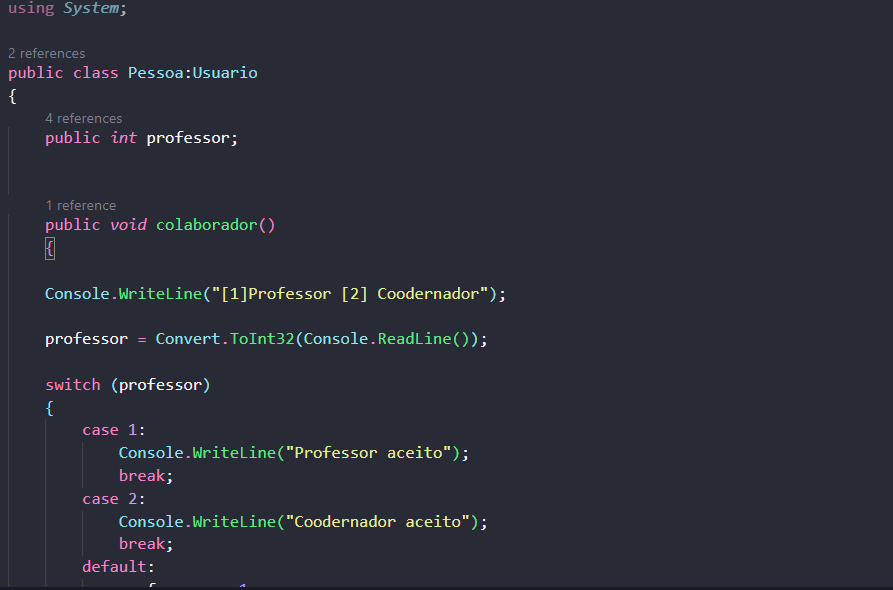 using System;
2 references
public class Pessoa:Usuario
{
4 references
public int professor;
1 reference
public void colaborador()
{
Console.WriteLine("[1]Professor [2] Coodernador");
professor = Convert.ToInt32(Console.ReadLine());
switch (professor)
{
case 1:
Console.WriteLine("Professor aceito");
break;
case 2:
Console.WriteLine("Coodernador aceito");
break;
default: